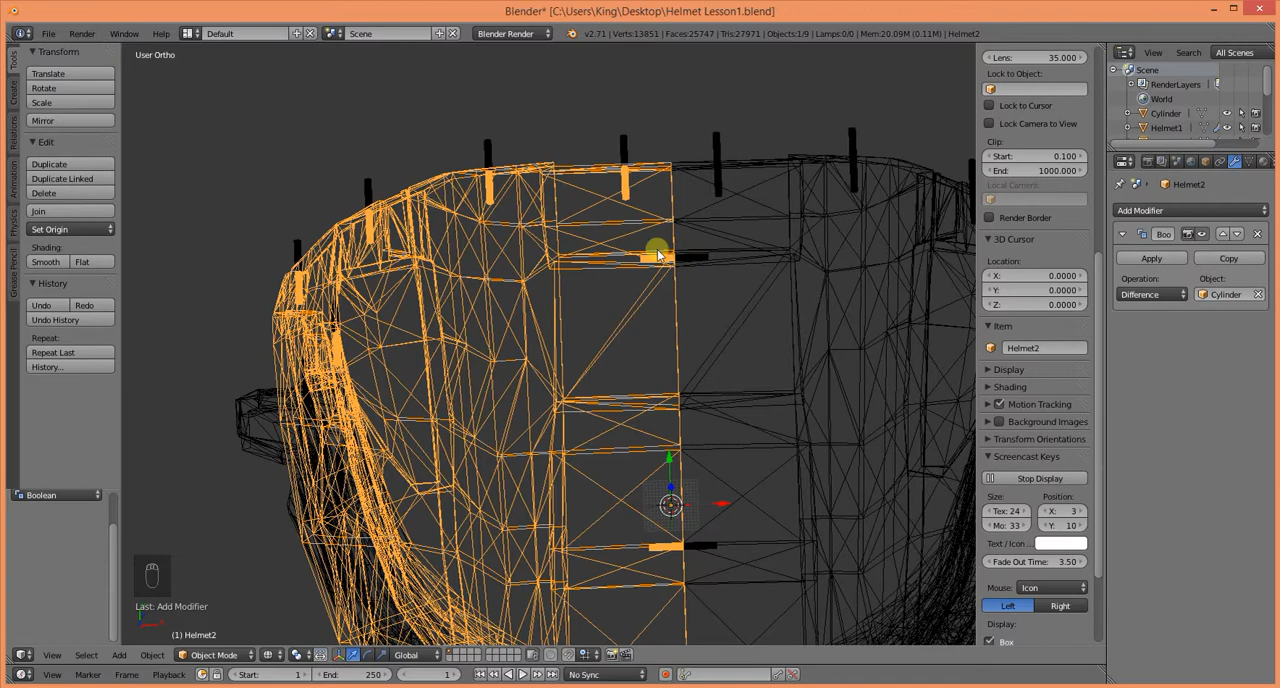 Blender* [C:\Users\King\Desktop\Helmet Lesson1.blend]
File Render Window Help Default Scene Blender Render v2.71 | Verts:13851 | Faces:25747 | Tris:27971 | Objects:1/9 | Lamps:0/0 | Mem:20.09M (0.11M) | Helmet2
Tools
Create
Relations
Animation
Physics
Grease Pencil
Transform
Translate
Rotate
Scale
Mirror
Edit
Duplicate
Duplicate Linked
Delete
Join
Set Origin
Shading:
Smooth Flat
History
Undo Redo
Undo History
Repeat:
Repeat Last
History...
Boolean
User Ortho
Last: Add Modifier
(1) Helmet2
Lens: 35.000
Lock to Object:
Lock to Cursor
Lock Camera to View
Clip:
Start: 0.100
End: 1000.000
Local Camera:
Render Border
3D Cursor
Location:
X: 0.0000
Y: 0.0000
Z: 0.0000
Item
Helmet2
Display
Shading
Motion Tracking
Background Images
Transform Orientations
Screencast Keys
Stop Display
Size: Position:
Tex: 24 X: 3
Mo: 33 Y: 10
Text / Icon ...
Fade Out Time: 3.50
Mouse: Icon
Left Right
Display:
Box
View Search All Scenes
Scene
RenderLayers
World
Cylinder
Helmet1
Helmet2
Add Modifier
Boo
Apply Copy
Operation: Object:
Difference Cylinder
View Select Add Object Object Mode Global
View Marker Frame Playback Start: 1 End: 250 1 No Sync